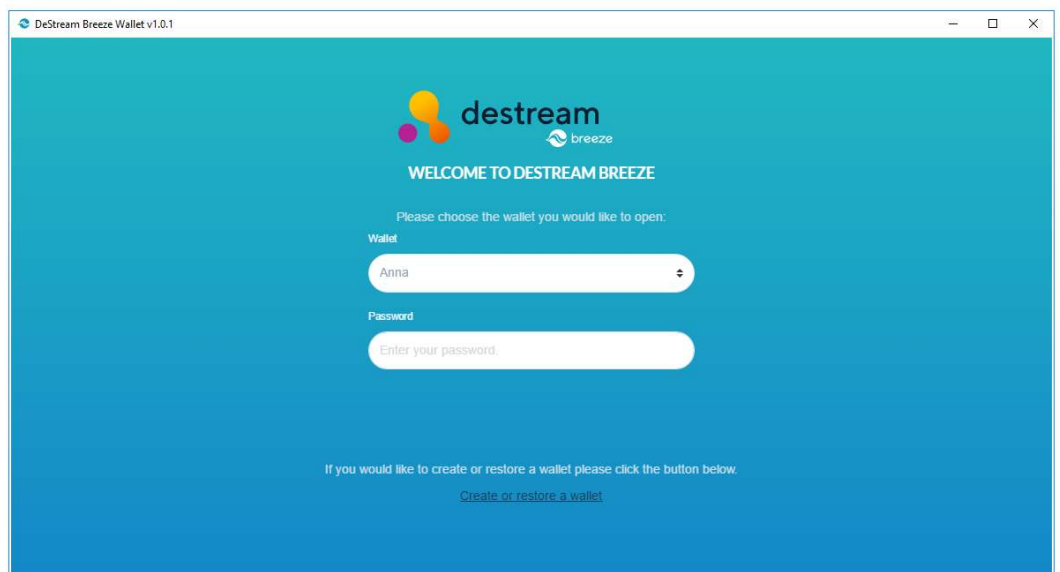 DeStream Breeze Wallet v1.0.1
destream
breeze
WELCOME TO DESTREAM BREEZE
Please choose the wallet you would like to open:
Wallet
Anna
Password
Enter your password.
If you would like to create or restore a wallet please click the button below.
Create or restore a wallet